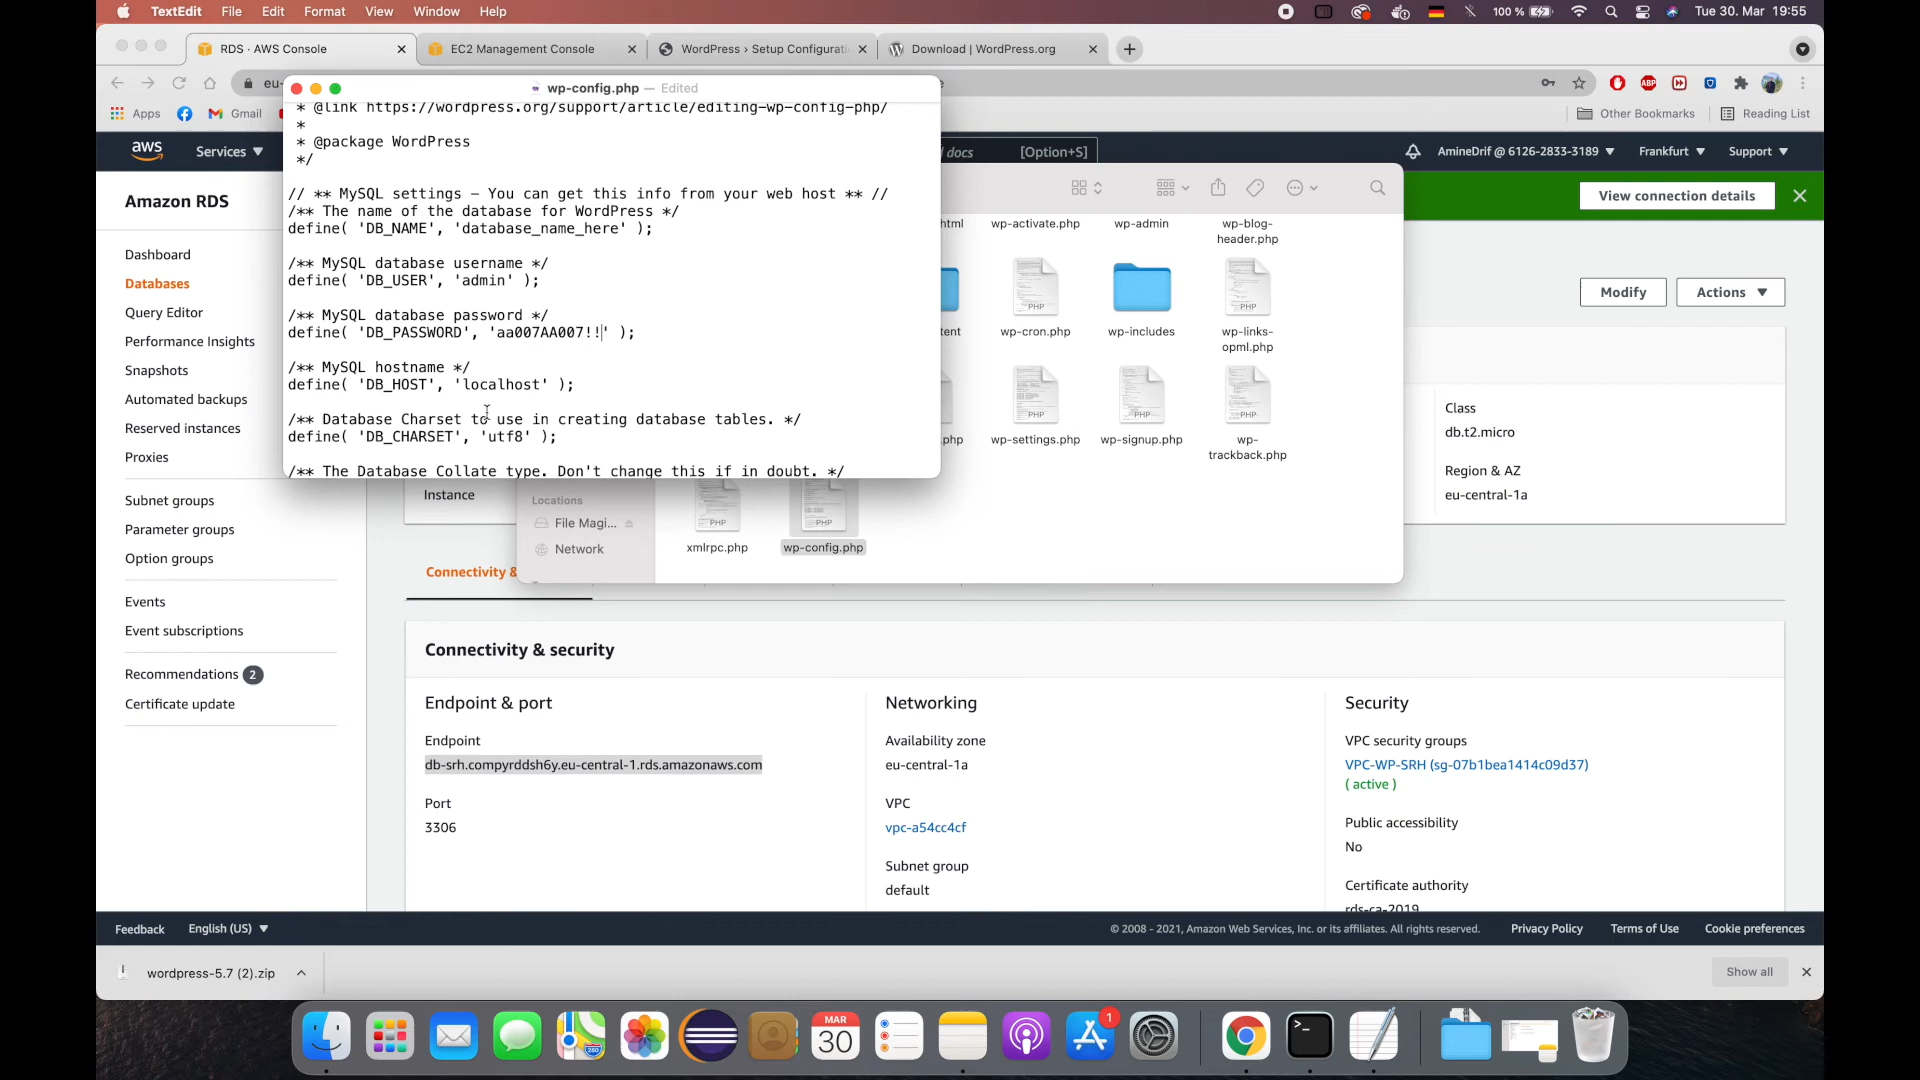 TextEdit File Edit Format View Window Help
100 % Tue 30. Mar 19:55
RDS · AWS Console
EC2 Management Console
WordPress › Setup Configurati
Download | WordPress.org
eu-
Apps
Gmail
Other Bookmarks
Reading List
wp-config.php — Edited
* @link https://wordpress.org/support/article/editing-wp-config-php/
*
* @package WordPress
*/
// ** MySQL settings – You can get this info from your web host ** //
/** The name of the database for WordPress */
define( 'DB_NAME', 'database_name_here' );
/** MySQL database username */
define( 'DB_USER', 'admin' );
/** MySQL database password */
define( 'DB_PASSWORD', 'aa007AA007!!' );
/** MySQL hostname */
define( 'DB_HOST', 'localhost' );
/** Database Charset to use in creating database tables. */
define( 'DB_CHARSET', 'utf8' );
/** The Database Collate type. Don't change this if in doubt. */
aws
Services
docs
[Option+S]
AmineDrif @ 6126-2833-3189
Frankfurt
Support
View connection details
Modify
Actions
Amazon RDS
Dashboard
Databases
Query Editor
Performance Insights
Snapshots
Automated backups
Reserved instances
Proxies
Subnet groups
Parameter groups
Option groups
Events
Event subscriptions
Recommendations 2
Certificate update
html
wp-activate.php
wp-admin
wp-blog-
header.php
tent
wp-cron.php
wp-includes
wp-links-
opml.php
.php
wp-settings.php
wp-signup.php
wp-
trackback.php
PHP
PHP
PHP
PHP
PHP
PHP
PHP
xmlrpc.php
wp-config.php
Locations
File Magi...
Network
Instance
Class
db.t2.micro
Region & AZ
eu-central-1a
Connectivity &
Connectivity & security
Endpoint & port
Endpoint
db-srh.compyrddsh6y.eu-central-1.rds.amazonaws.com
Port
3306
Networking
Availability zone
eu-central-1a
VPC
vpc-a54cc4cf
Subnet group
default
Security
VPC security groups
VPC-WP-SRH (sg-07b1bea1414c09d37)
( active )
Public accessibility
No
Certificate authority
rds-ca-2019
Feedback
English (US)
© 2008 - 2021, Amazon Web Services, Inc. or its affiliates. All rights reserved.
Privacy Policy
Terms of Use
Cookie preferences
wordpress-5.7 (2).zip
Show all
MAR
30
1
280
ABP